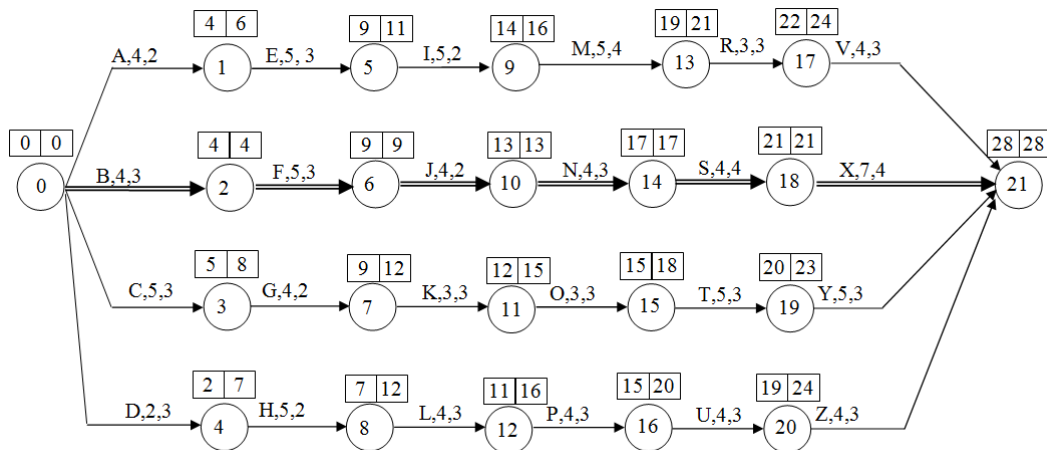 4 6
9 11
14 16
19 21
22 24
A,4,2
E,5, 3
I,5,2
M,5,4
R,3,3
V,4,3
1
5
9
13
17
0 0
4 4
9 9
13 13
17 17
21 21
28 28
0
B,4,3
F,5,3
J,4,2
N,4,3
S,4,4
X,7,4
2
6
10
14
18
21
5 8
9 12
12 15
15 18
20 23
C,5,3
G,4,2
K,3,3
O,3,3
T,5,3
Y,5,3
3
7
11
15
19
2 7
7 12
11 16
15 20
19 24
D,2,3
H,5,2
L,4,3
P,4,3
U,4,3
Z,4,3
4
8
12
16
20